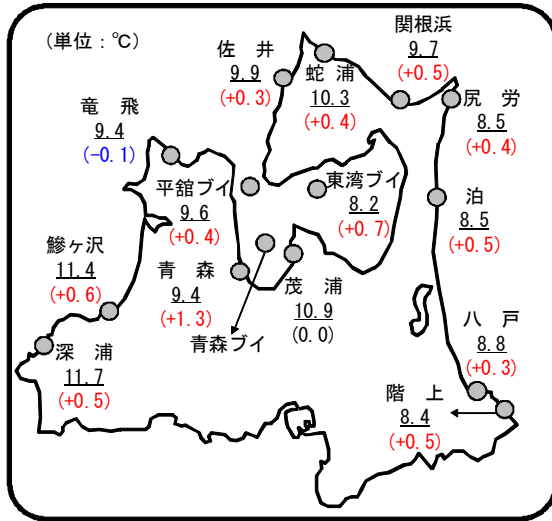 (単位：℃)
関根浜
9.7
(+0.5)
佐　井
9.9
(+0.3)
蛇　浦
10.3
(+0.4)
尻　労
8.5
(+0.4)
竜　飛
9.4
(−0.1)
平舘ブイ
9.6
(+0.4)
東湾ブイ
8.2
(+0.7)
泊
8.5
(+0.5)
鰺ヶ沢
11.4
(+0.6)
青　森
9.4
(+1.3)
茂　浦
10.9
(0.0)
青森ブイ
八　戸
8.8
(+0.3)
深　浦
11.7
(+0.5)
階　上
8.4
(+0.5)